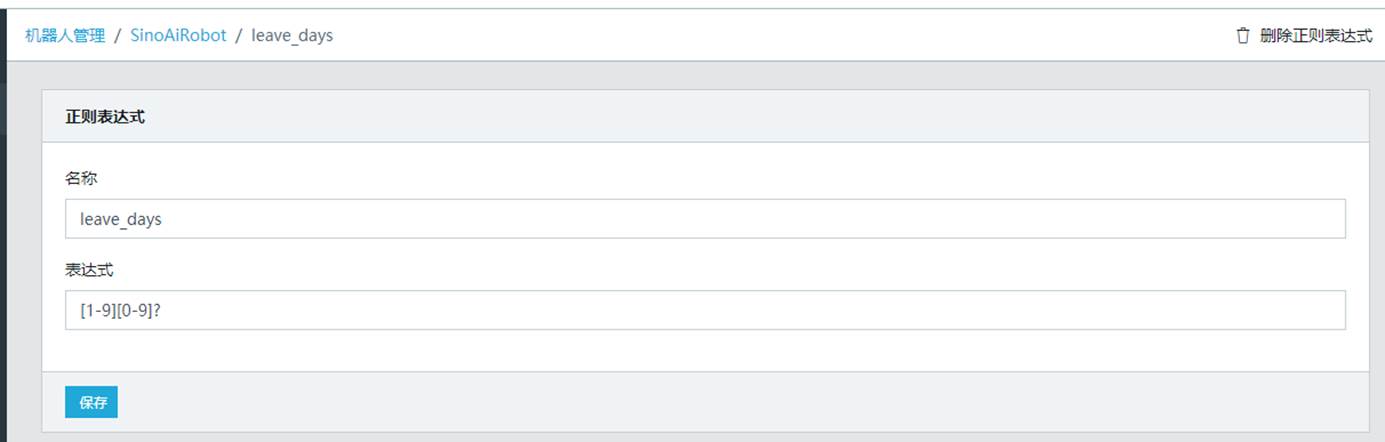 机器人管理 / SinoAiRobot / leave_days 删除正则表达式
正则表达式
名称
leave_days
表达式
[1-9][0-9]?
保存